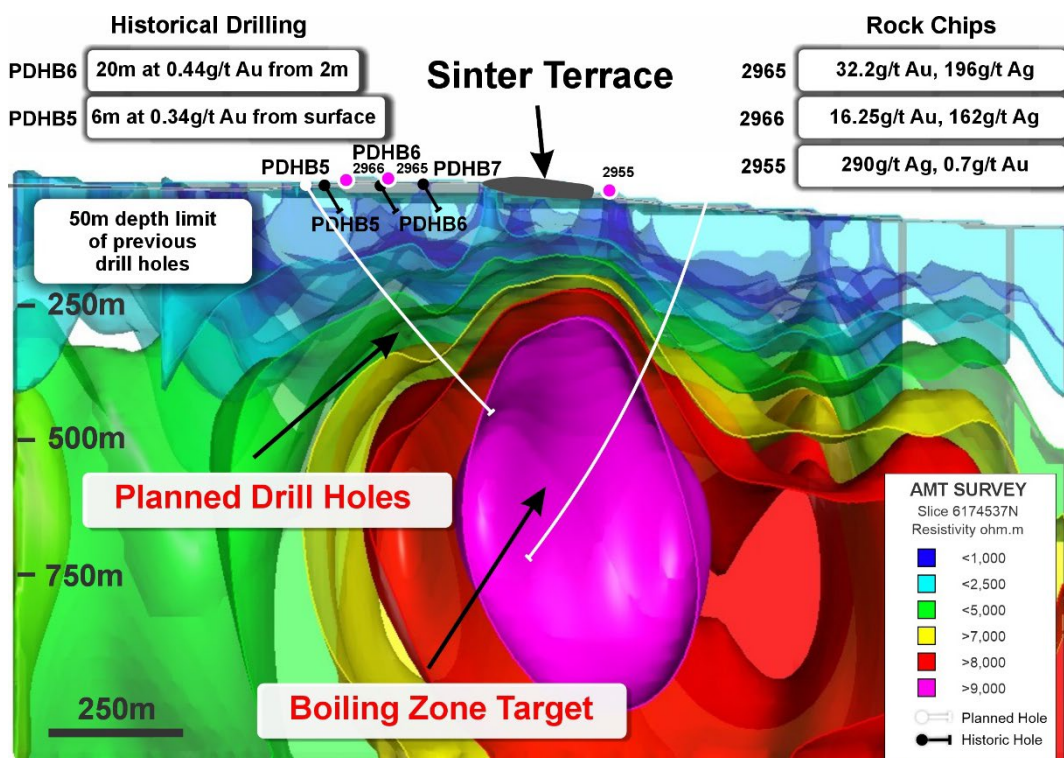 Historical Drilling
PDHB6 20m at 0.44g/t Au from 2m
PDHB5 6m at 0.34g/t Au from surface
Sinter Terrace
Rock Chips
2965 32.2g/t Au, 196g/t Ag
2966 16.25g/t Au, 162g/t Ag
2955 290g/t Ag, 0.7g/t Au
PDHB6
PDHB5 2966 2965 PDHB7
2955
PDHB5 PDHB6
50m depth limit
of previous
drill holes
250m
500m
Planned Drill Holes
750m
Boiling Zone Target
250m
AMT SURVEY
Slice 6174537N
Resistivity ohm.m
<1,000
<2,500
<5,000
>7,000
>8,000
>9,000
Planned Hole
Historic Hole